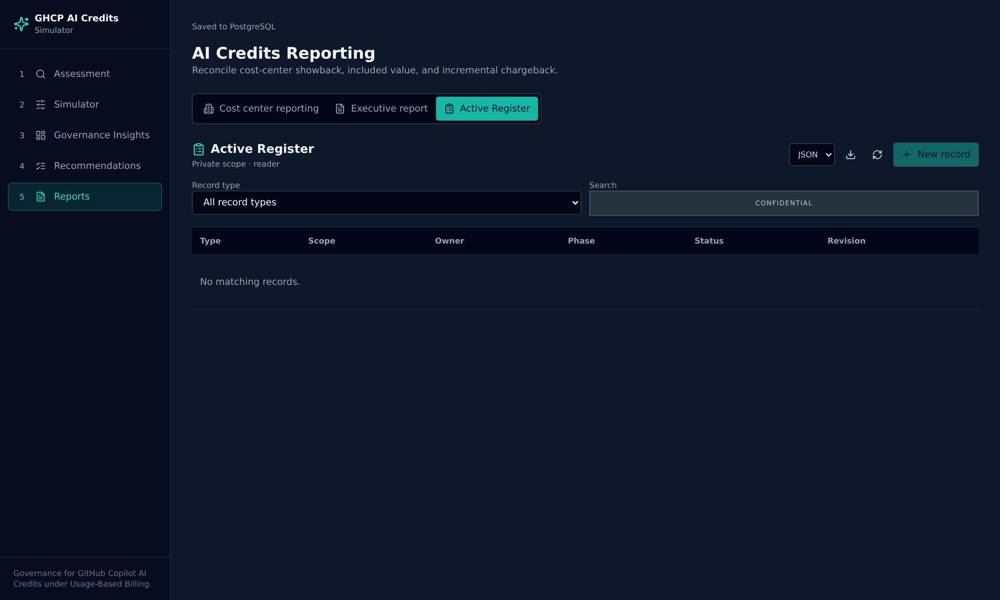 GHCP AI Credits
Simulator
1 Assessment
2 Simulator
3 Governance Insights
4 Recommendations
5 Reports
Governance for GitHub Copilot AI
Credits under Usage-Based Billing.
Saved to PostgreSQL
AI Credits Reporting
Reconcile cost-center showback, included value, and incremental chargeback.
Cost center reporting Executive report Active Register
Active Register
Private scope · reader
JSON New record
Record type Search
All record types CONFIDENTIAL
Type Scope Owner Phase Status Revision
No matching records.